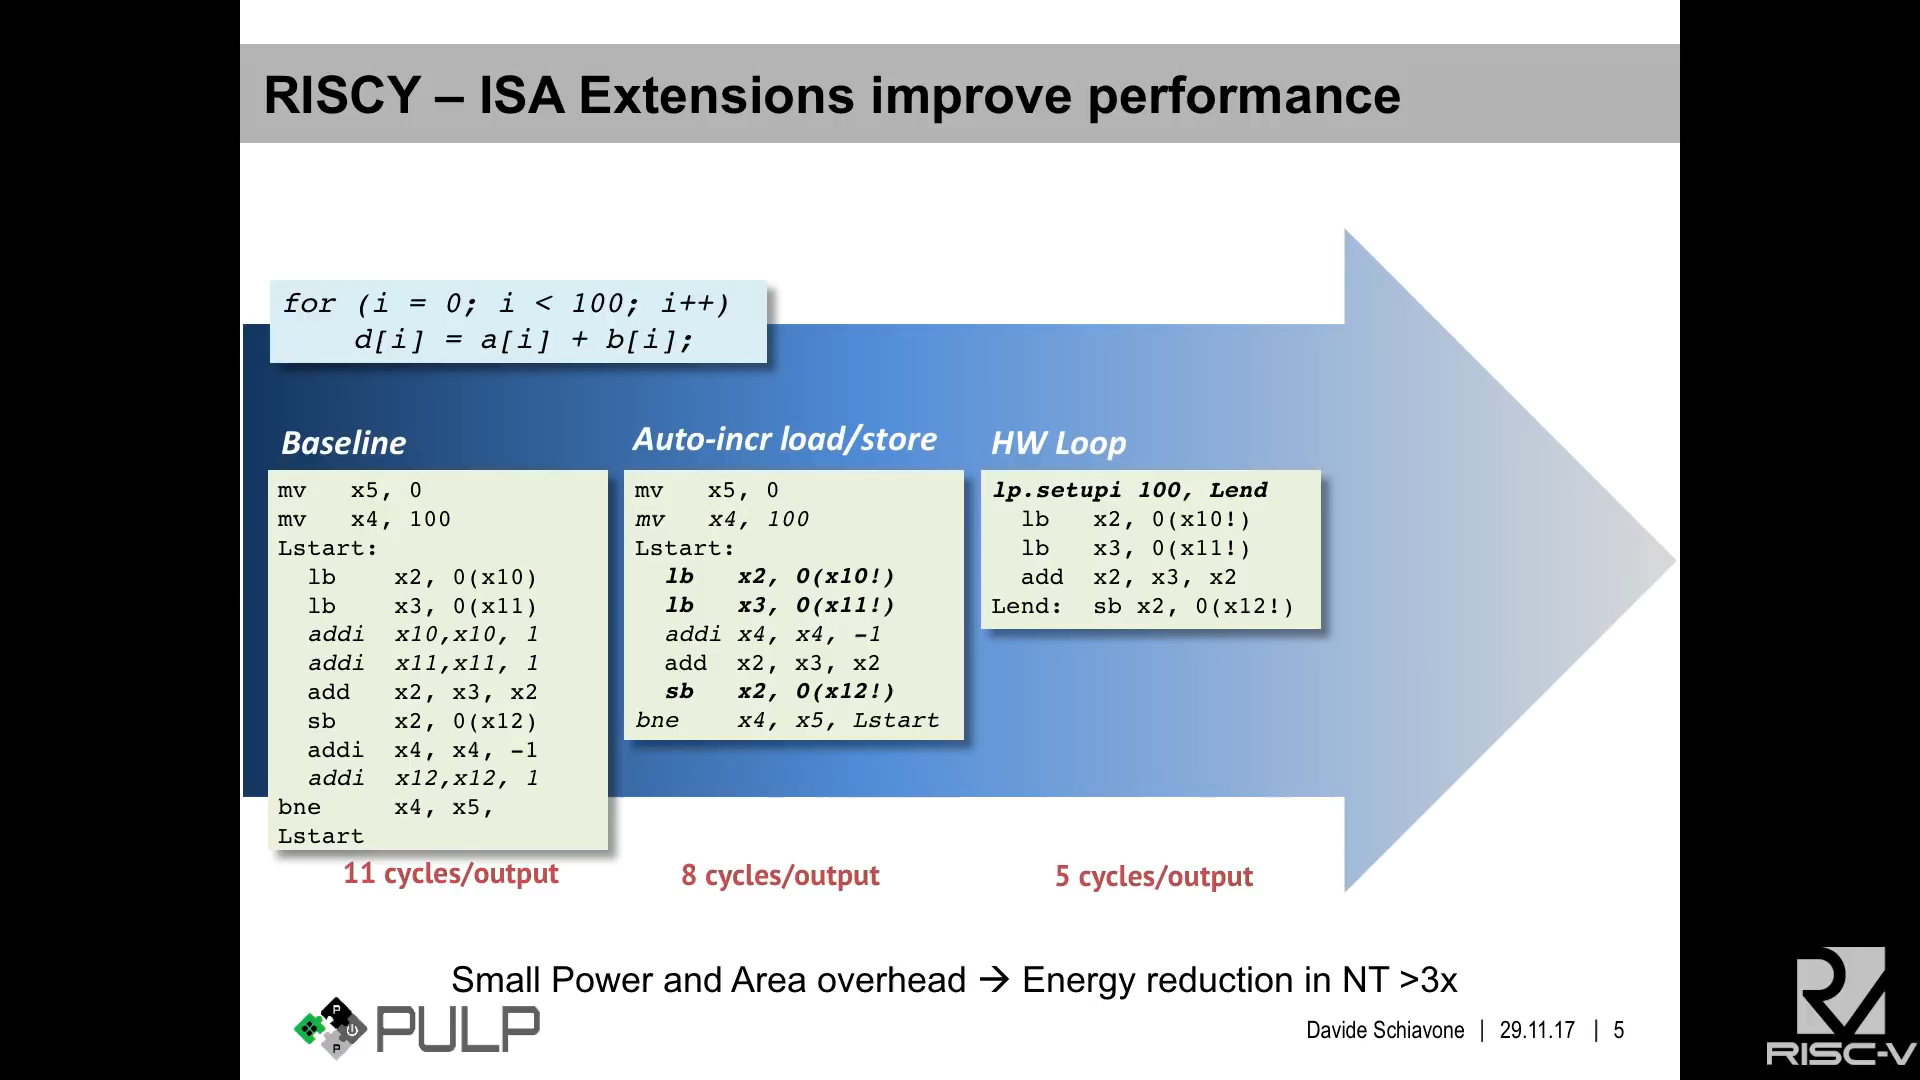 RISCY – ISA Extensions improve performance
for (i = 0; i < 100; i++)
d[i] = a[i] + b[i];
Baseline
mv x5, 0
mv x4, 100
Lstart:
lb x2, 0(x10)
lb x3, 0(x11)
addi x10,x10, 1
addi x11,x11, 1
add x2, x3, x2
sb x2, 0(x12)
addi x4, x4, -1
addi x12,x12, 1
bne x4, x5,
Lstart
11 cycles/output
Auto-incr load/store
mv x5, 0
mv x4, 100
Lstart:
lb x2, 0(x10!)
lb x3, 0(x11!)
addi x4, x4, -1
add x2, x3, x2
sb x2, 0(x12!)
bne x4, x5, Lstart
8 cycles/output
HW Loop
lp.setupi 100, Lend
lb x2, 0(x10!)
lb x3, 0(x11!)
add x2, x3, x2
Lend: sb x2, 0(x12!)
5 cycles/output
Small Power and Area overhead → Energy reduction in NT >3x
P
P
PULP
Davide Schiavone | 29.11.17 | 5
RISC-V